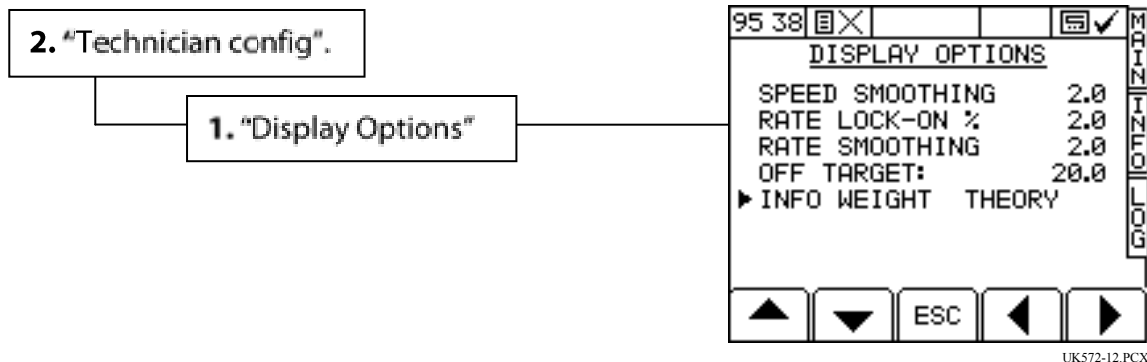 2. “Technician config”.
1. “Display Options”
95 38
DISPLAY OPTIONS
SPEED SMOOTHING 2.0
RATE LOCK-ON % 2.0
RATE SMOOTHING 2.0
OFF TARGET: 20.0
INFO WEIGHT THEORY
MAIN
INFO
LOG
ESC
UK572-12.PCX